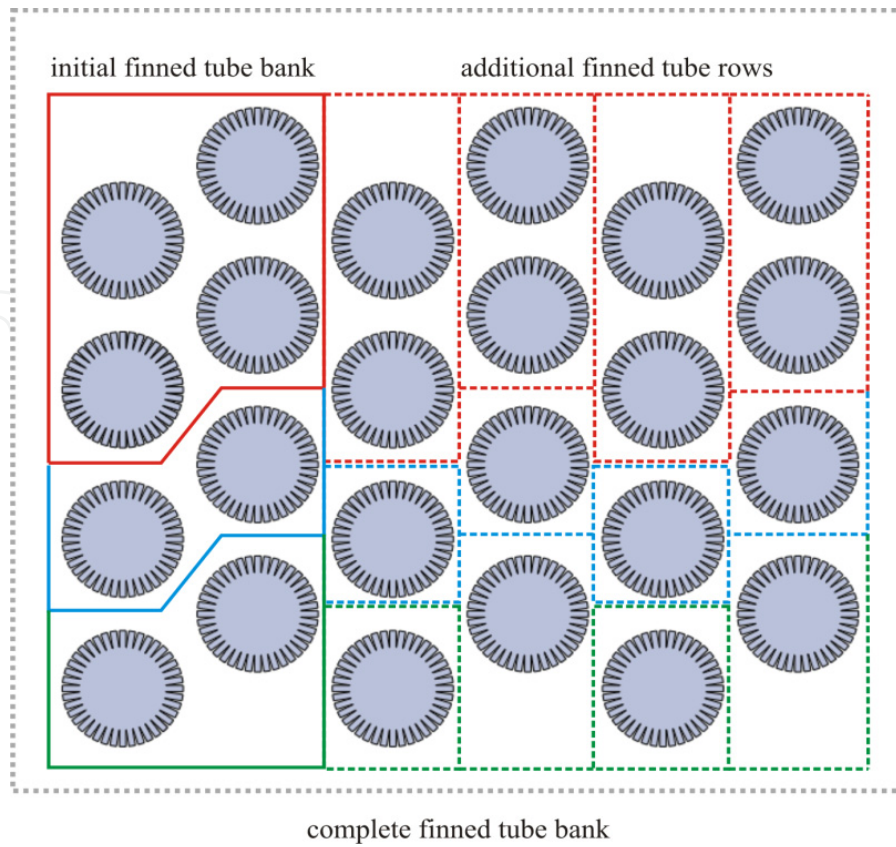 initial finned tube bank
additional finned tube rows
complete finned tube bank